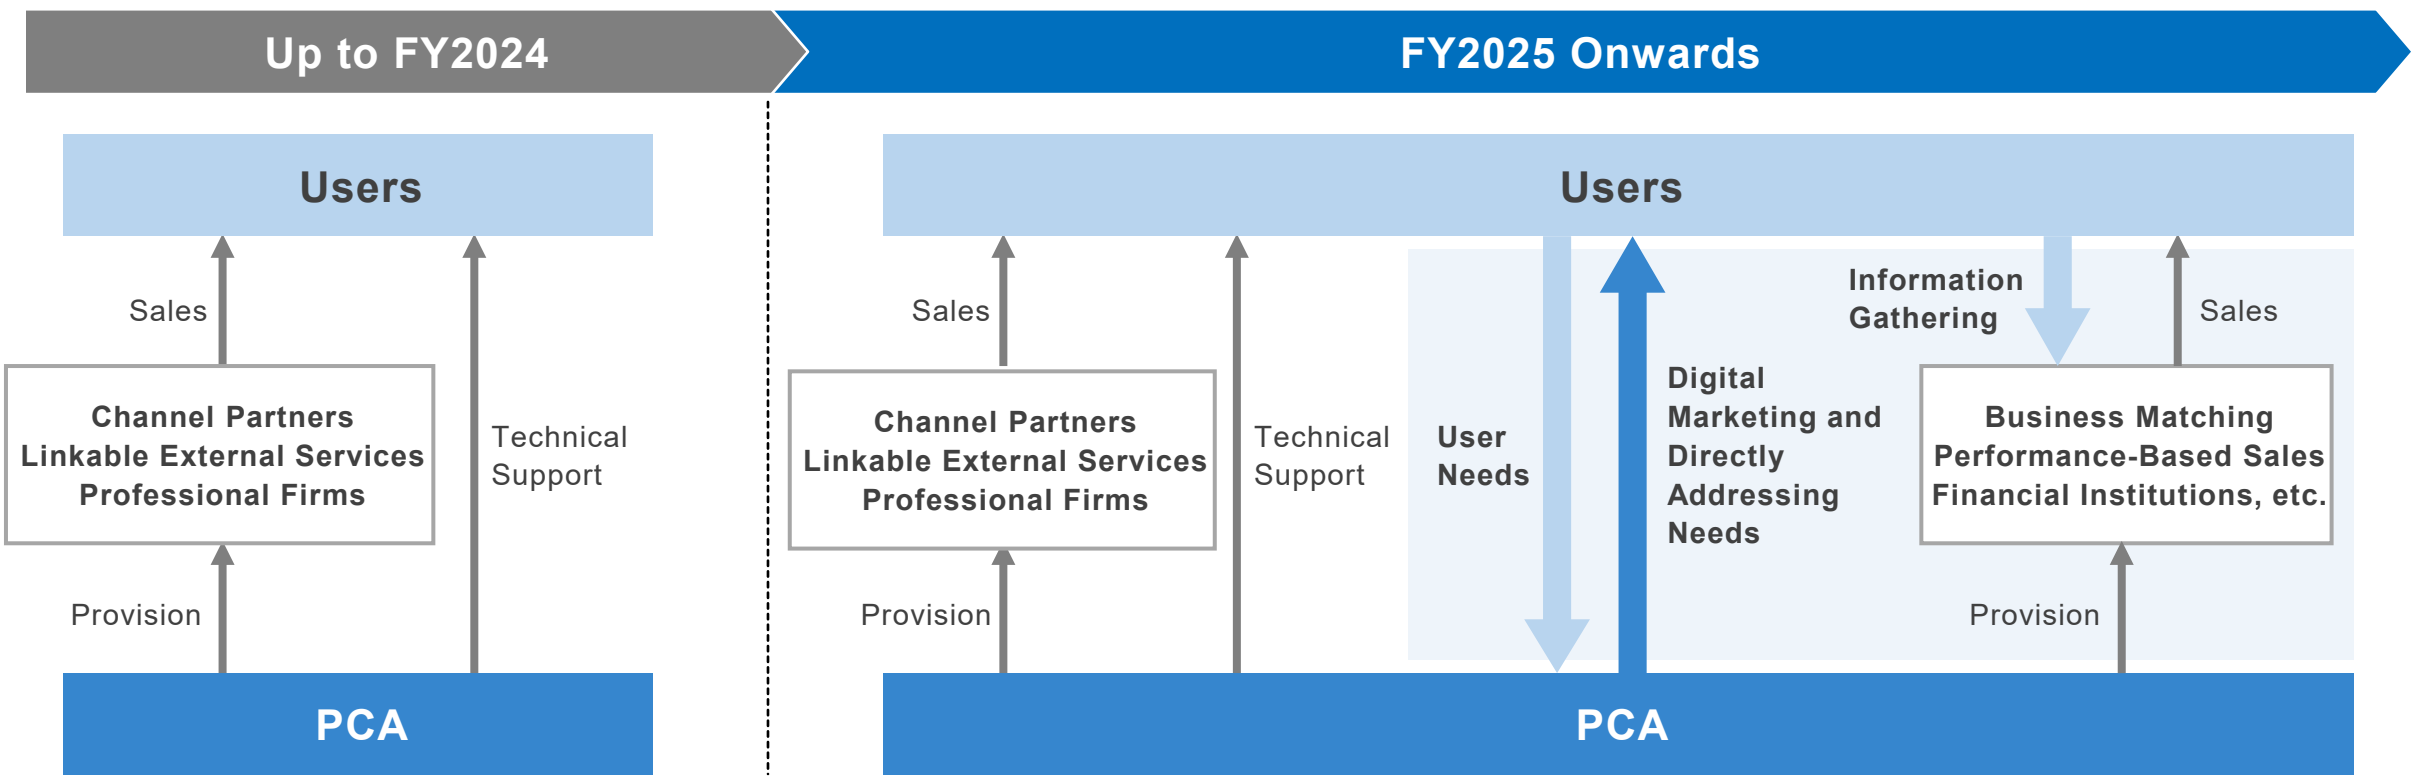 Up to FY2024
FY2025 Onwards
Users
Sales
Channel Partners
Linkable External Services
Professional Firms
Technical
Support
Provision
PCA
Users
Sales
Channel Partners
Linkable External Services
Professional Firms
Technical
Support
Provision
User
Needs
Digital
Marketing and
Directly
Addressing
Needs
Information
Gathering
Sales
Business Matching
Performance-Based Sales
Financial Institutions, etc.
Provision
PCA